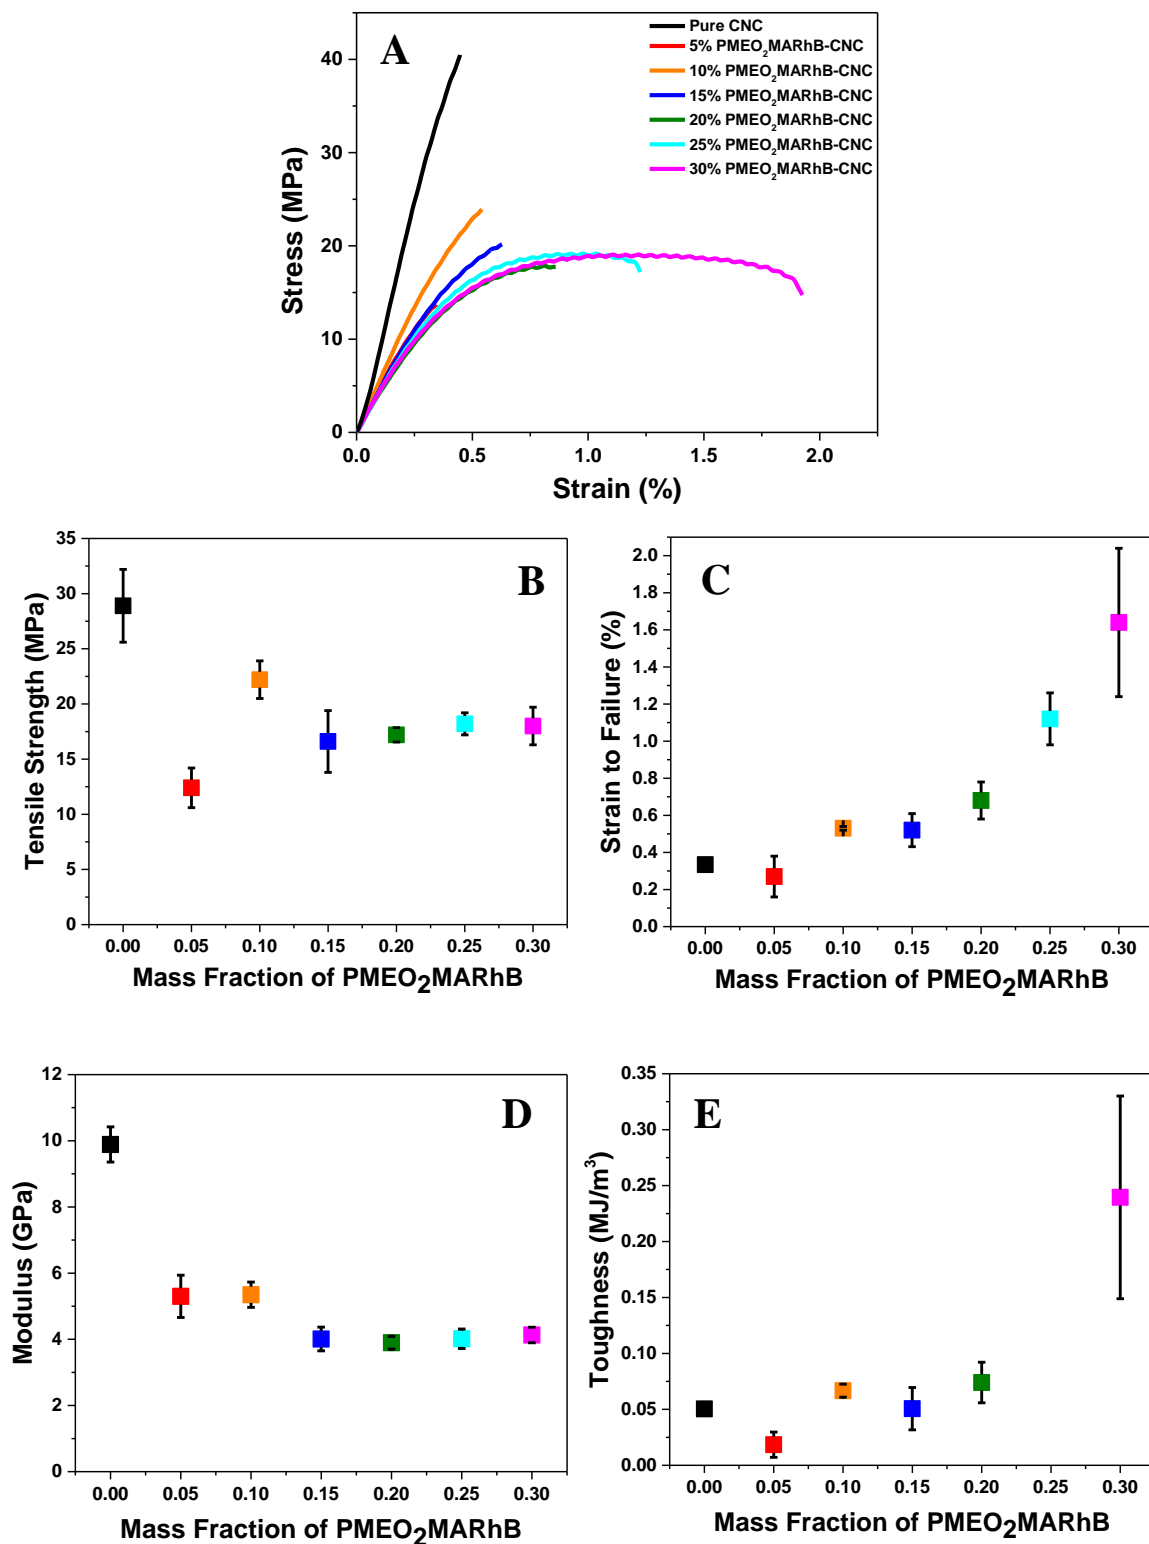 A
Pure CNC
5% PMEO₂MARhB-CNC
10% PMEO₂MARhB-CNC
15% PMEO₂MARhB-CNC
20% PMEO₂MARhB-CNC
25% PMEO₂MARhB-CNC
30% PMEO₂MARhB-CNC
Stress (MPa)
40
30
20
10
0
0.0 0.5 1.0 1.5 2.0
Strain (%)
B
Tensile Strength (MPa)
35
30
25
20
15
10
5
0
0.00 0.05 0.10 0.15 0.20 0.25 0.30
Mass Fraction of PMEO₂MARhB
C
Strain to Failure (%)
2.0
1.8
1.6
1.4
1.2
1.0
0.8
0.6
0.4
0.2
0.0
0.00 0.05 0.10 0.15 0.20 0.25 0.30
Mass Fraction of PMEO₂MARhB
D
Modulus (GPa)
12
10
8
6
4
2
0
0.00 0.05 0.10 0.15 0.20 0.25 0.30
Mass Fraction of PMEO₂MARhB
E
Toughness (MJ/m³)
0.35
0.30
0.25
0.20
0.15
0.10
0.05
0.00
0.00 0.05 0.10 0.15 0.20 0.25 0.30
Mass Fraction of PMEO₂MARhB